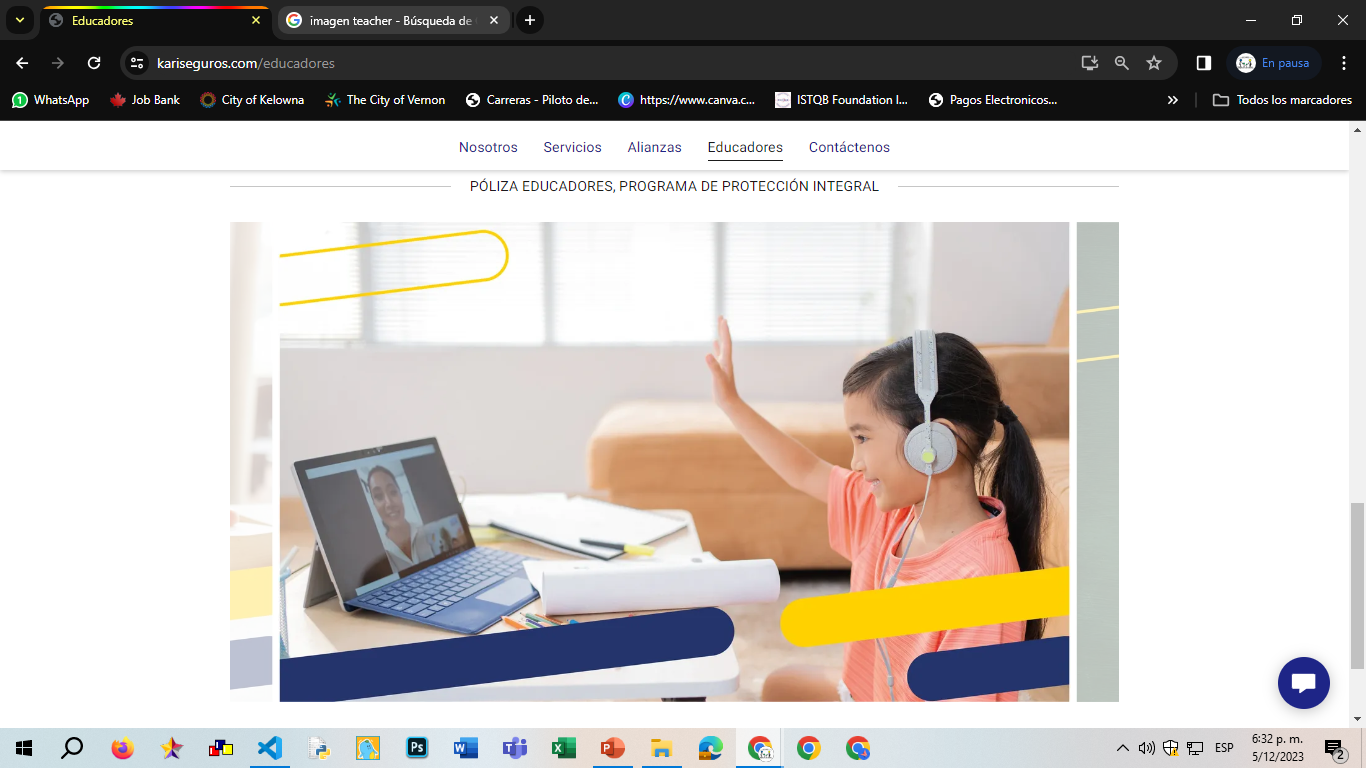 Educadores
imagen teacher - Búsqueda de
kariseguros.com/educadores
En pausa
WhatsApp
Job Bank
City of Kelowna
The City of Vernon
Carreras - Piloto de...
https://www.canva.c...
ISTQB Foundation l...
Pagos Electronicos...
Todos los marcadores
Nosotros
Servicios
Alianzas
Educadores
Contáctenos
PÓLIZA EDUCADORES, PROGRAMA DE PROTECCIÓN INTEGRAL
ESP
6:32 p. m.
5/12/2023
2